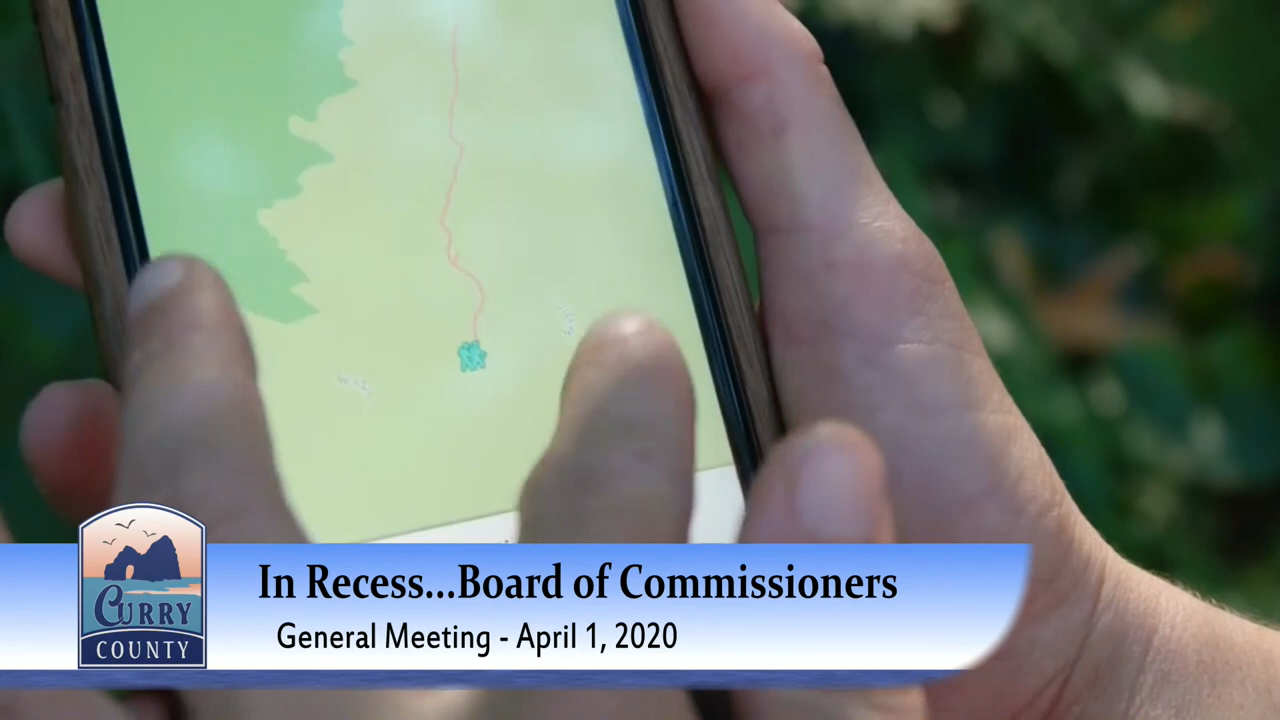 In Recess...Board of Commissioners
General Meeting - April 1, 2020
CURRY
COUNTY